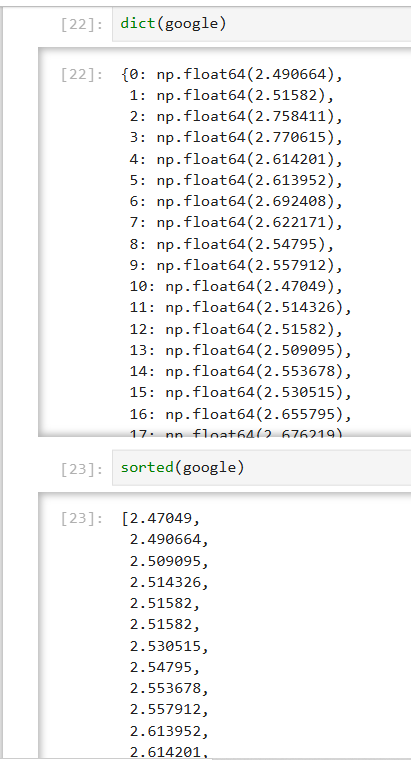 [22]: dict(google)
[22]: {0: np.float64(2.490664),
1: np.float64(2.51582),
2: np.float64(2.758411),
3: np.float64(2.770615),
4: np.float64(2.614201),
5: np.float64(2.613952),
6: np.float64(2.692408),
7: np.float64(2.622171),
8: np.float64(2.54795),
9: np.float64(2.557912),
10: np.float64(2.47049),
11: np.float64(2.514326),
12: np.float64(2.51582),
13: np.float64(2.509095),
14: np.float64(2.553678),
15: np.float64(2.530515),
16: np.float64(2.655795),
17: np.float64(2.676219)
[23]: sorted(google)
[23]: [2.47049,
2.490664,
2.509095,
2.514326,
2.51582,
2.51582,
2.530515,
2.54795,
2.553678,
2.557912,
2.613952,
2.614201,